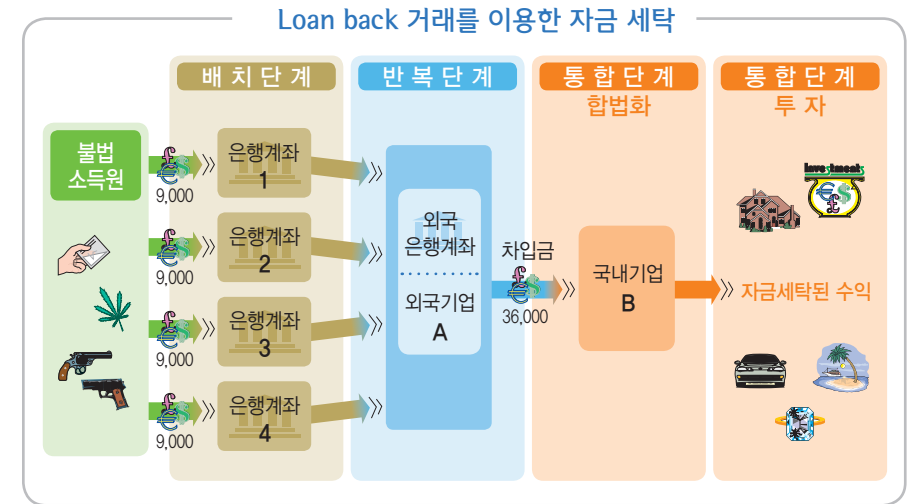 Loan back 거래를 이용한 자금 세탁
배 치 단 계
반 복 단 계
통 합 단 계
합법화
통 합 단 계
투 자
불법
소득원
9,000
은행계좌
1
9,000
은행계좌
2
9,000
은행계좌
3
9,000
은행계좌
4
외국
은행계좌
외국기업
A
차입금
36,000
국내기업
B
investments
자금세탁된 수익